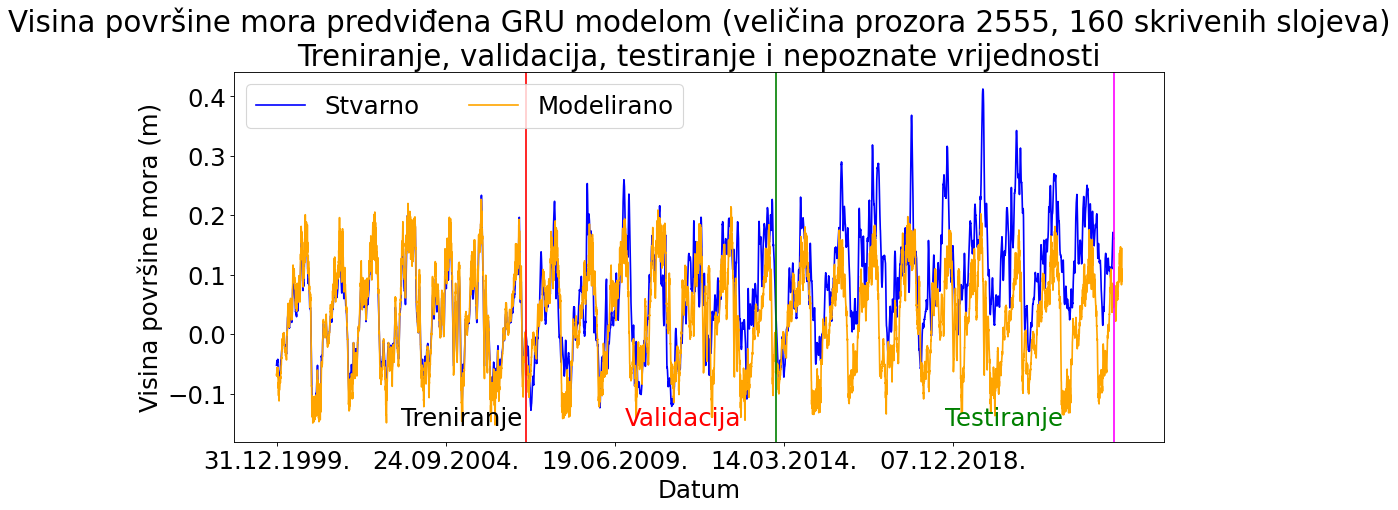 Visina površine mora predviđena GRU modelom (veličina prozora 2555, 160 skrivenih slojeva)
Treniranje, validacija, testiranje i nepoznate vrijednosti
Stvarno Modelirano
Visina površine mora (m)
0.4
0.3
0.2
0.1
0.0
−0.1
Treniranje Validacija Testiranje
31.12.1999. 24.09.2004. 19.06.2009. 14.03.2014. 07.12.2018.
Datum